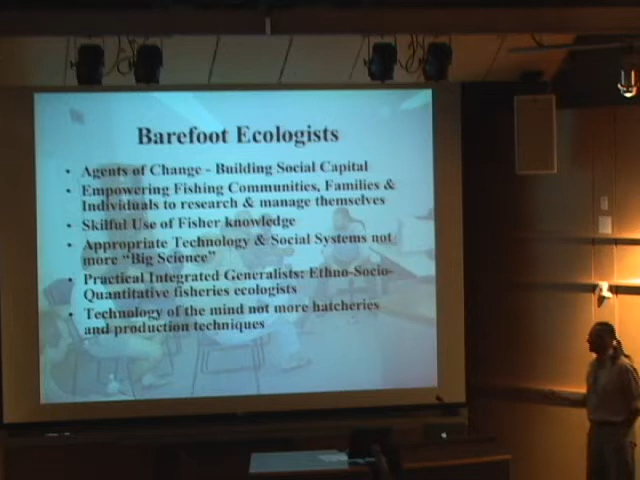 Barefoot Ecologists
• Agents of Change - Building Social Capital
• Empowering Fishing Communities, Families &
Individuals to research & manage themselves
• Skilful Use of Fisher knowledge
• Appropriate Technology & Social Systems not
more "Big Science"
• Practical Integrated Generalists: Ethno-Socio-
Quantitative fisheries ecologists
• Technology of the mind not more hatcheries
and production techniques